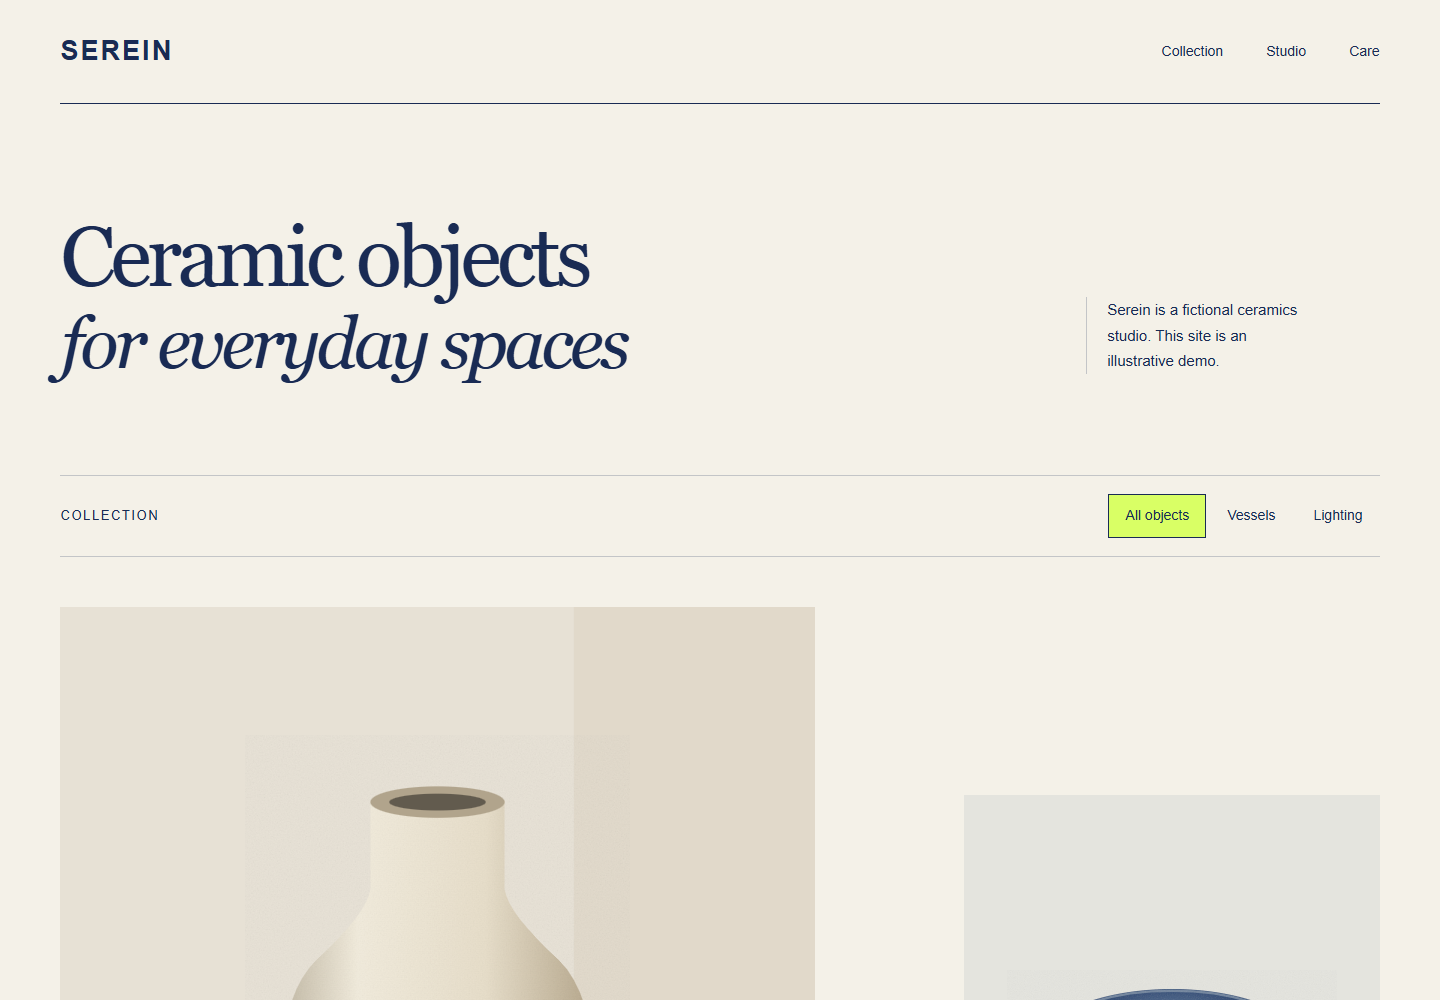 SEREIN
Collection
Studio
Care
Ceramic objects
for everyday spaces
Serein is a fictional ceramics
studio. This site is an
illustrative demo.
COLLECTION
All objects
Vessels
Lighting